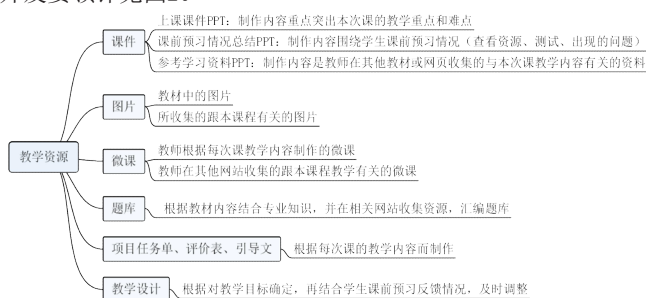 上课课件PPT：制作内容重点突出本次课的教学重点和难点
课件
课前预习情况总结PPT：制作内容围绕学生课前预习情况（查看资源、测试、出现的问题）
参考学习资料PPT：制作内容是教师在其他教材或网页收集的与本次课教学内容有关的资料
教材中的图片
图片
所收集的跟本课程有关的图片
教学资源
教师根据每次课教学内容制作的微课
微课
教师在其他网站收集的跟本课程教学有关的微课
题库
根据教材内容结合专业知识，并在相关网站收集资源，汇编题库
项目任务单、评价表、引导文
根据每次课的教学内容而制作
教学设计
根据对教学目标确定，再结合学生课前预习反馈情况，及时调整